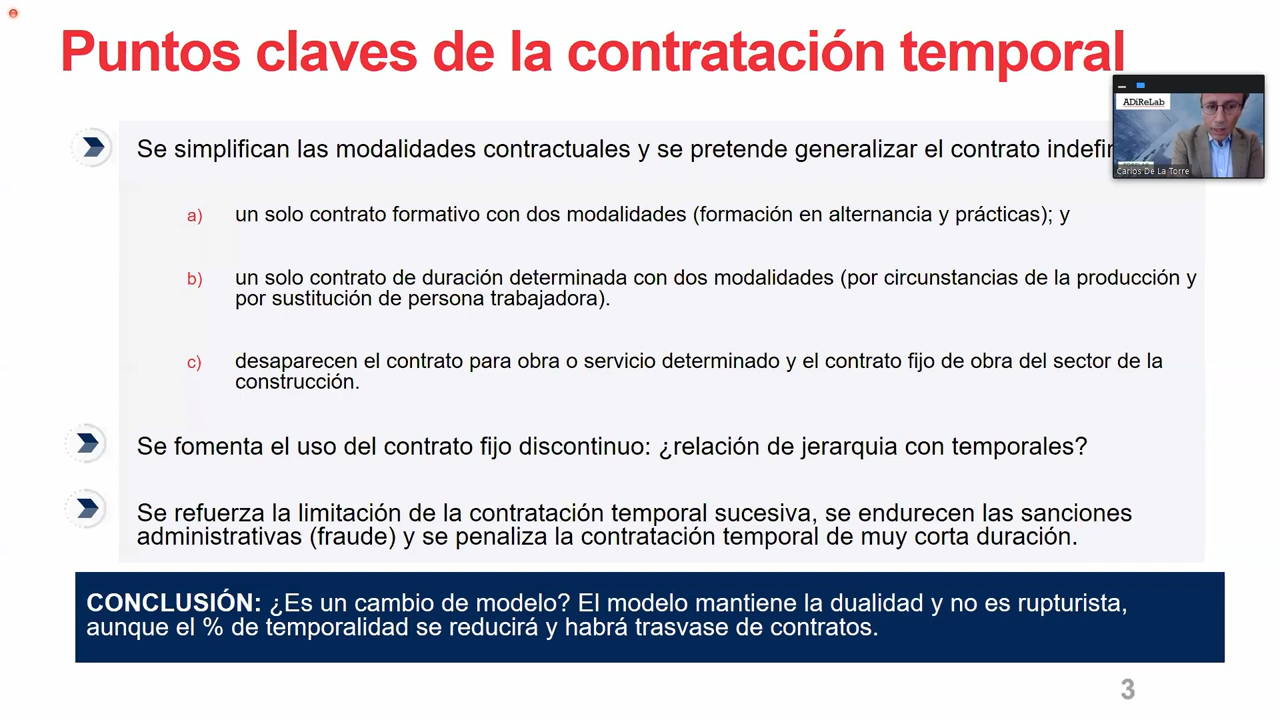 Puntos claves de la contratación temporal
ADiReLab
Carlos De La Torre
Se simplifican las modalidades contractuales y se pretende generalizar el contrato
a) un solo contrato formativo con dos modalidades (formación en alternancia y prácticas); y
b) un solo contrato de duración determinada con dos modalidades (por circunstancias de la producción y
por sustitución de persona trabajadora).
c) desaparecen el contrato para obra o servicio determinado y el contrato fijo de obra del sector de la
construcción.
Se fomenta el uso del contrato fijo discontinuo: ¿relación de jerarquia con temporales?
Se refuerza la limitación de la contratación temporal sucesiva, se endurecen las sanciones
administrativas (fraude) y se penaliza la contratación temporal de muy corta duración.
CONCLUSIÓN: ¿Es un cambio de modelo? El modelo mantiene la dualidad y no es rupturista,
aunque el % de temporalidad se reducirá y habrá trasvase de contratos.
3